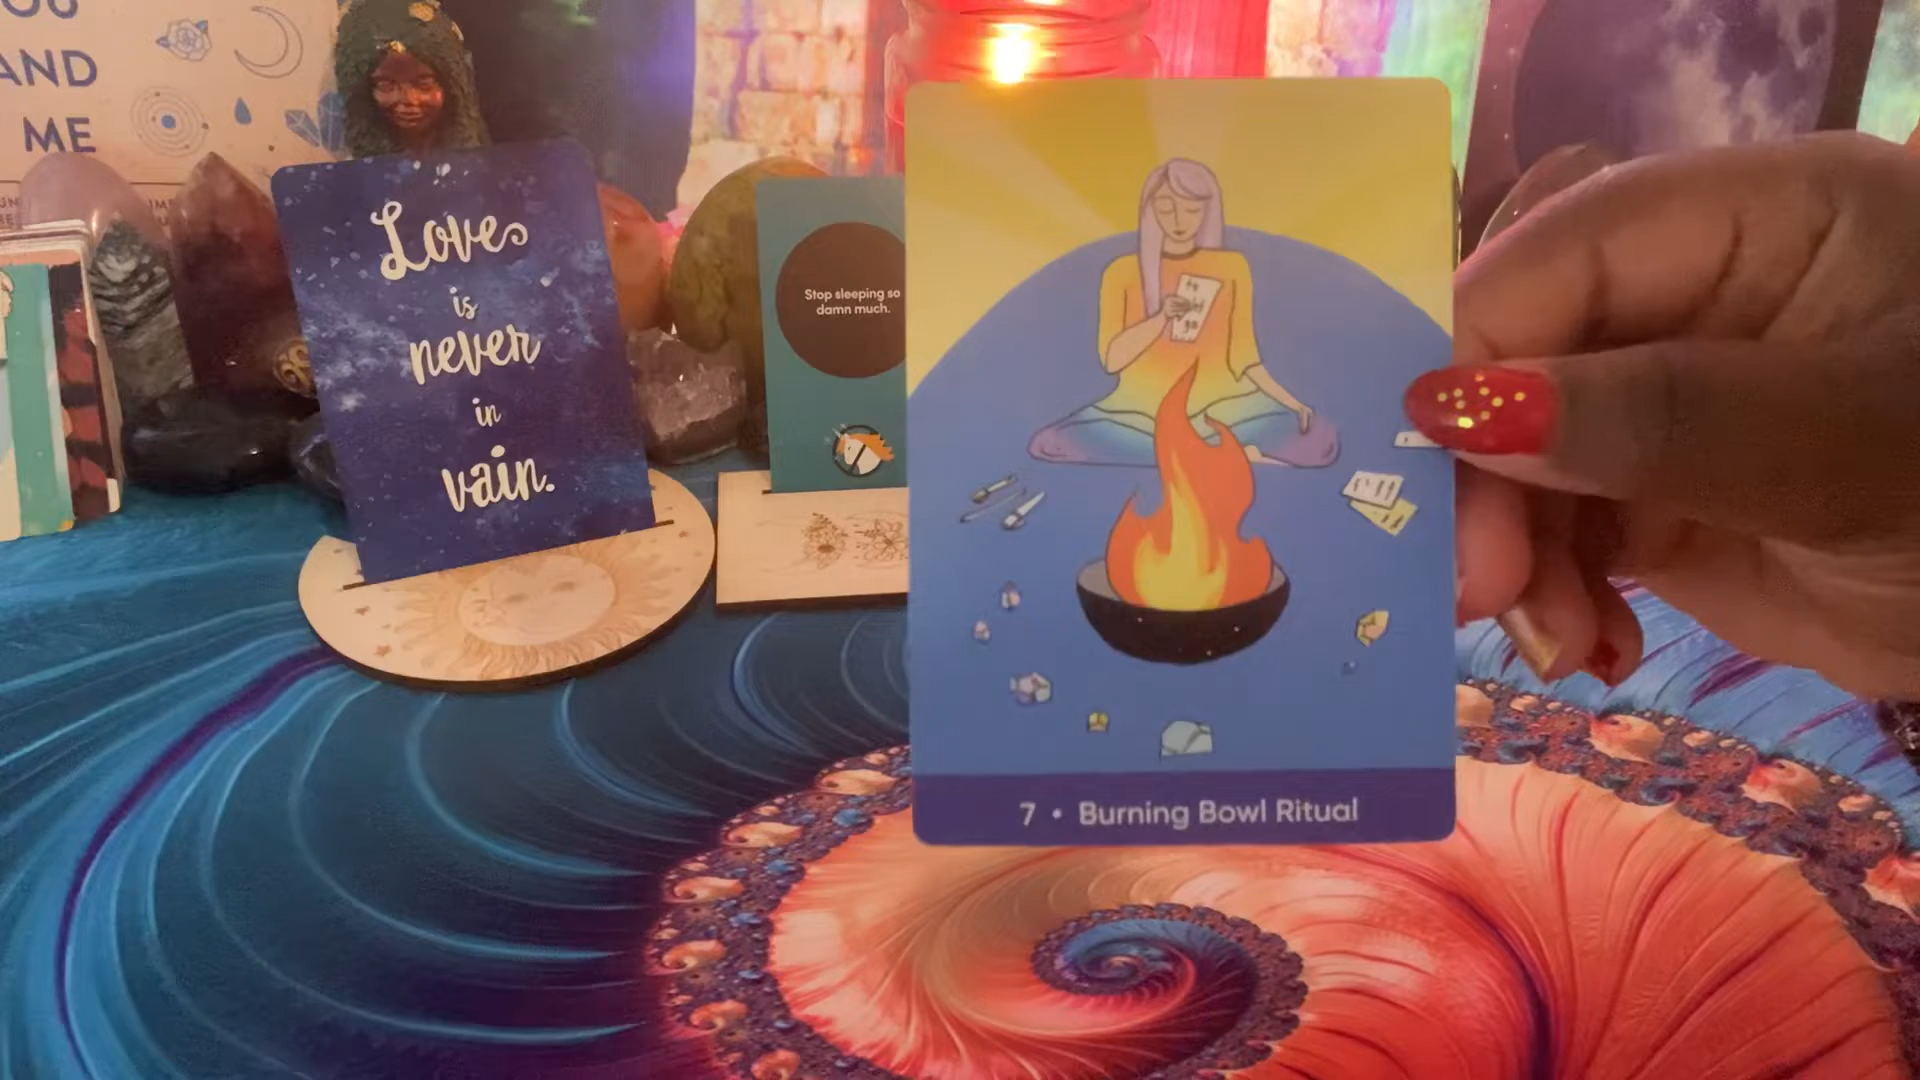 AND
ME
Love
is
never
in
vain.
Stop sleeping so
damn much.
7 • Burning Bowl Ritual